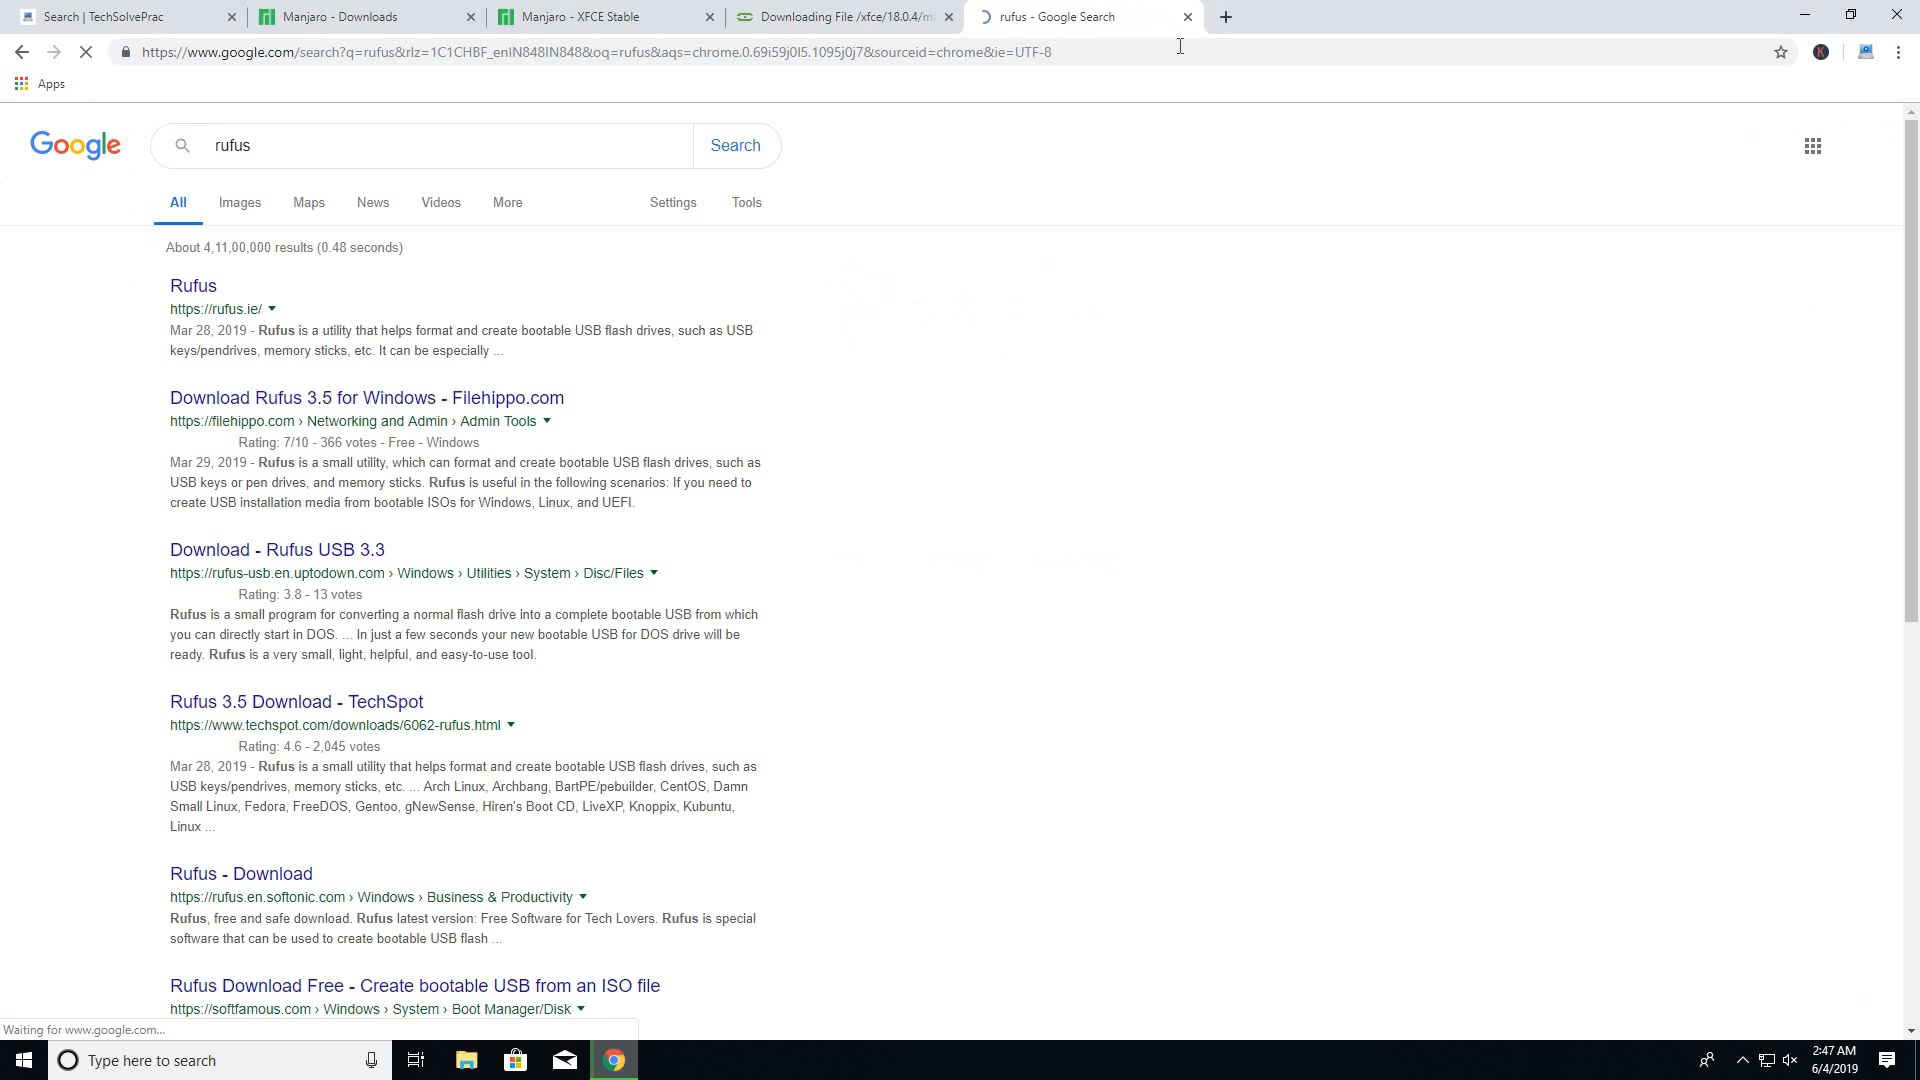 Search | TechSolvePrac
Manjaro - Downloads
Manjaro - XFCE Stable
Downloading File /xfce/18.0.4/m
rufus - Google Search
https://www.google.com/search?q=rufus&rlz=1C1CHBF_enIN848IN848&oq=rufus&aqs=chrome.0.69i59j0l5.1095j0j7&sourceid=chrome&ie=UTF-8
K
Apps
Google
rufus
Search
All
Images
Maps
News
Videos
More
Settings
Tools
About 4,11,00,000 results (0.48 seconds)
Rufus
https://rufus.ie/
Mar 28, 2019 - Rufus is a utility that helps format and create bootable USB flash drives, such as USB
keys/pendrives, memory sticks, etc. It can be especially ...
Download Rufus 3.5 for Windows - Filehippo.com
https://filehippo.com › Networking and Admin › Admin Tools
Rating: 7/10 - 366 votes - Free - Windows
Mar 29, 2019 - Rufus is a small utility, which can format and create bootable USB flash drives, such as
USB keys or pen drives, and memory sticks. Rufus is useful in the following scenarios: If you need to
create USB installation media from bootable ISOs for Windows, Linux, and UEFI.
Download - Rufus USB 3.3
https://rufus-usb.en.uptodown.com › Windows › Utilities › System › Disc/Files
Rating: 3.8 - 13 votes
Rufus is a small program for converting a normal flash drive into a complete bootable USB from which
you can directly start in DOS. ... In just a few seconds your new bootable USB for DOS drive will be
ready. Rufus is a very small, light, helpful, and easy-to-use tool.
Rufus 3.5 Download - TechSpot
https://www.techspot.com/downloads/6062-rufus.html
Rating: 4.6 - 2,045 votes
Mar 28, 2019 - Rufus is a small utility that helps format and create bootable USB flash drives, such as
USB keys/pendrives, memory sticks, etc. ... Arch Linux, Archbang, BartPE/pebuilder, CentOS, Damn
Small Linux, Fedora, FreeDOS, Gentoo, gNewSense, Hiren's Boot CD, LiveXP, Knoppix, Kubuntu,
Linux ...
Rufus - Download
https://rufus.en.softonic.com › Windows › Business & Productivity
Rufus, free and safe download. Rufus latest version: Free Software for Tech Lovers. Rufus is special
software that can be used to create bootable USB flash ...
Rufus Download Free - Create bootable USB from an ISO file
https://softfamous.com › Windows › System › Boot Manager/Disk
Waiting for www.google.com...
Type here to search
2:47 AM
6/4/2019